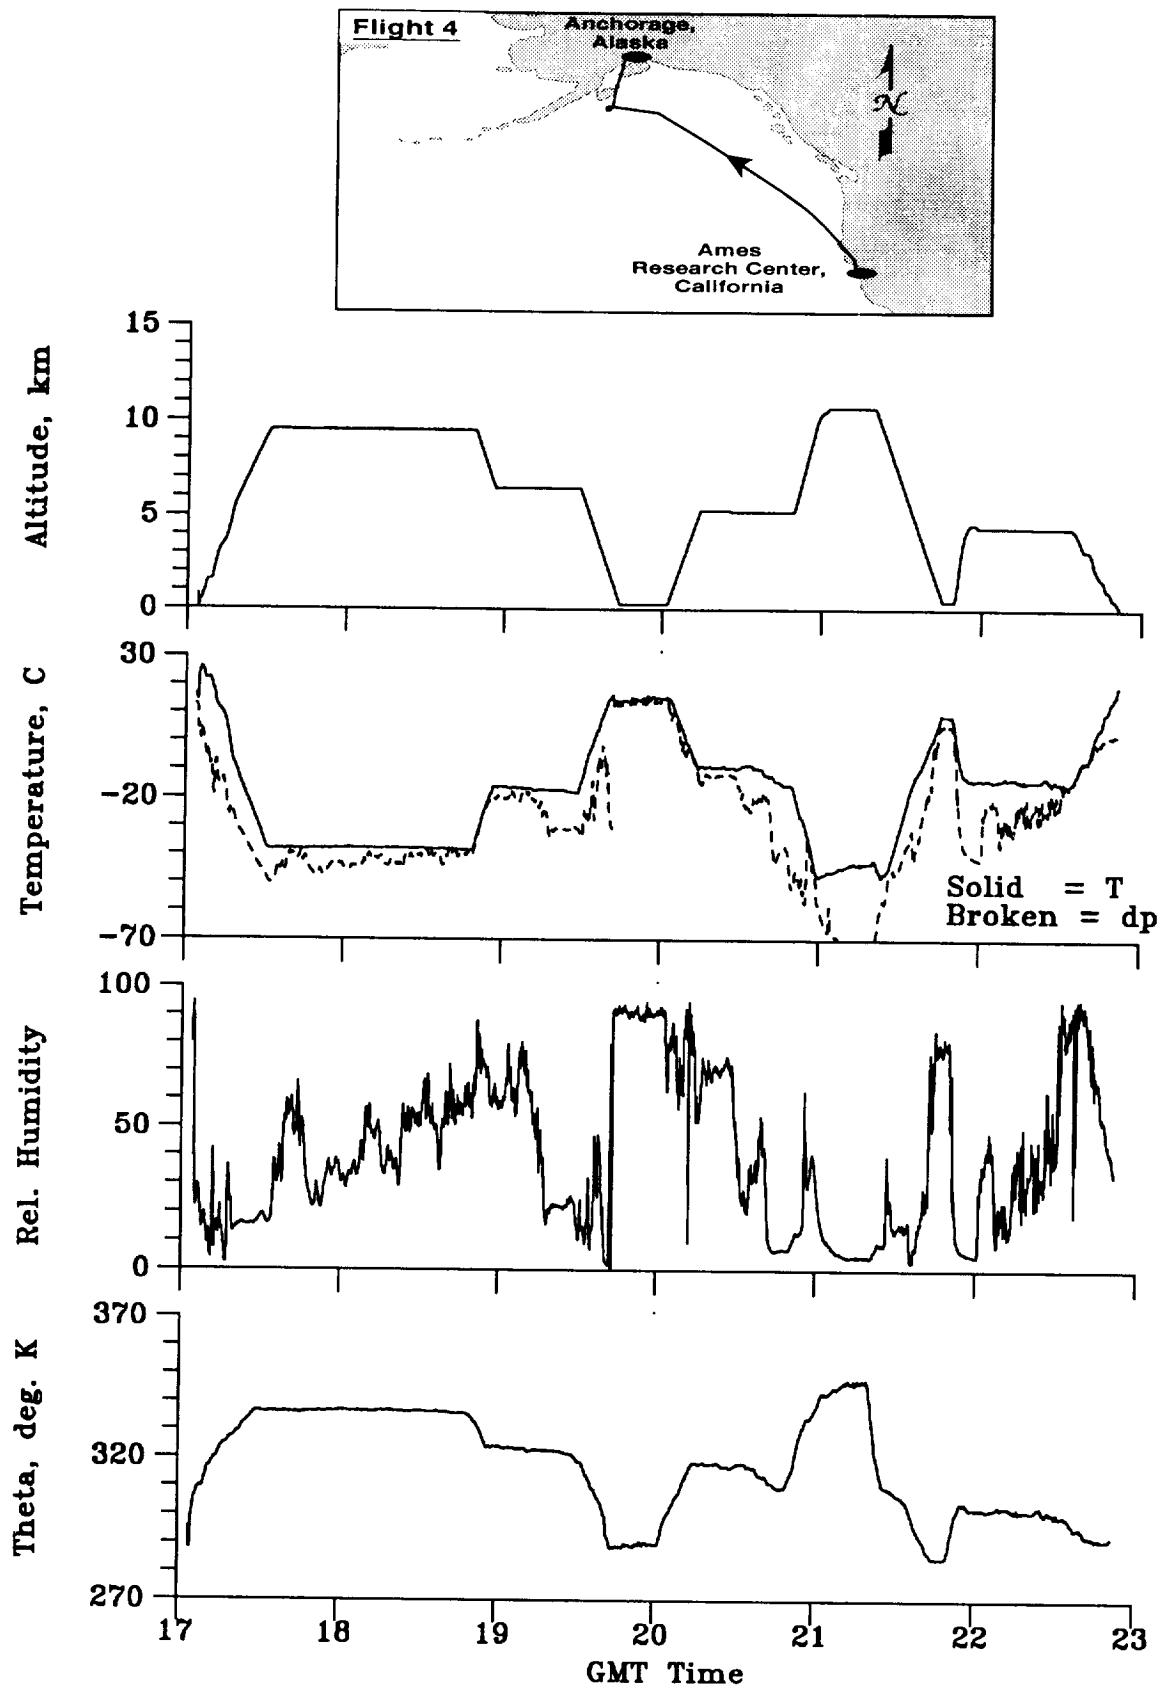 Flight 4
Anchorage,
Alaska
N
Ames
Research Center,
California
Altitude, km
15
10
5
0
Temperature, C
30
-20
-70
Solid = T
Broken = dp
Rel. Humidity
100
50
0
Theta, deg. K
370
320
270
17 18 19 20 21 22 23
GMT Time